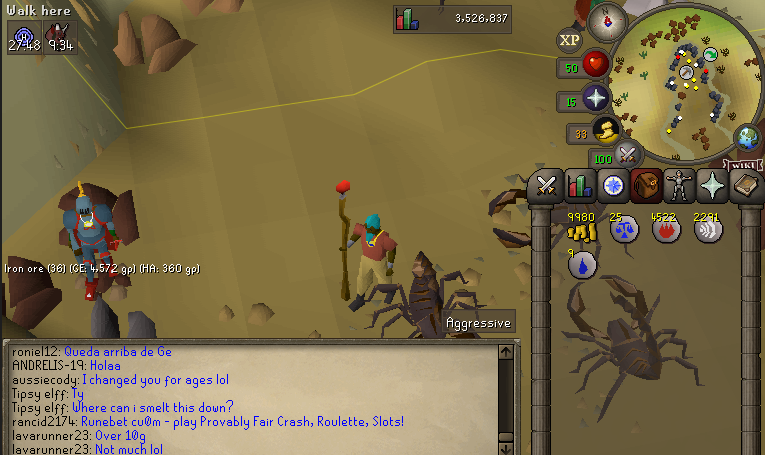 Walk here
27:48 9:34
3,526,837
N
XP
50
15
33
100
WIKI
9980 25 4522 2291
9
Iron ore (36) (GE: 4,572 gp) (HA: 360 gp)
Aggressive
roniel12: Queda arriba de Ge
ANDRELIS-19: Holaa
aussiecody: I changed you for ages lol
Tipsy elff: Ty
Tipsy elff: Where can i smelt this down?
rancid2174: Runebet cu0m - play Provably Fair Crash, Roulette, Slots!
lavarunner23: Over 10g
lavarunner23: Not much lol